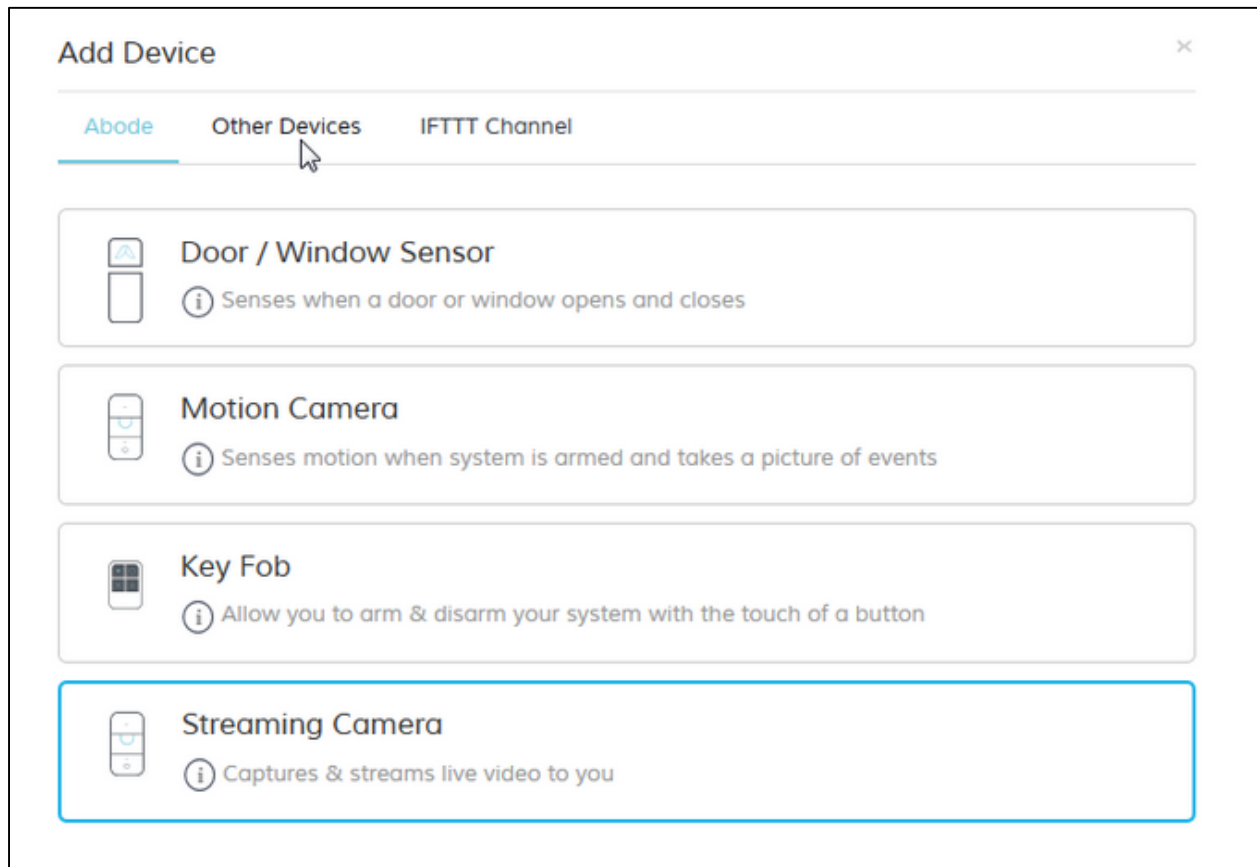 Add Device
Abode Other Devices IFTTT Channel
Door / Window Sensor
Senses when a door or window opens and closes
Motion Camera
Senses motion when system is armed and takes a picture of events
Key Fob
Allow you to arm & disarm your system with the touch of a button
Streaming Camera
Captures & streams live video to you